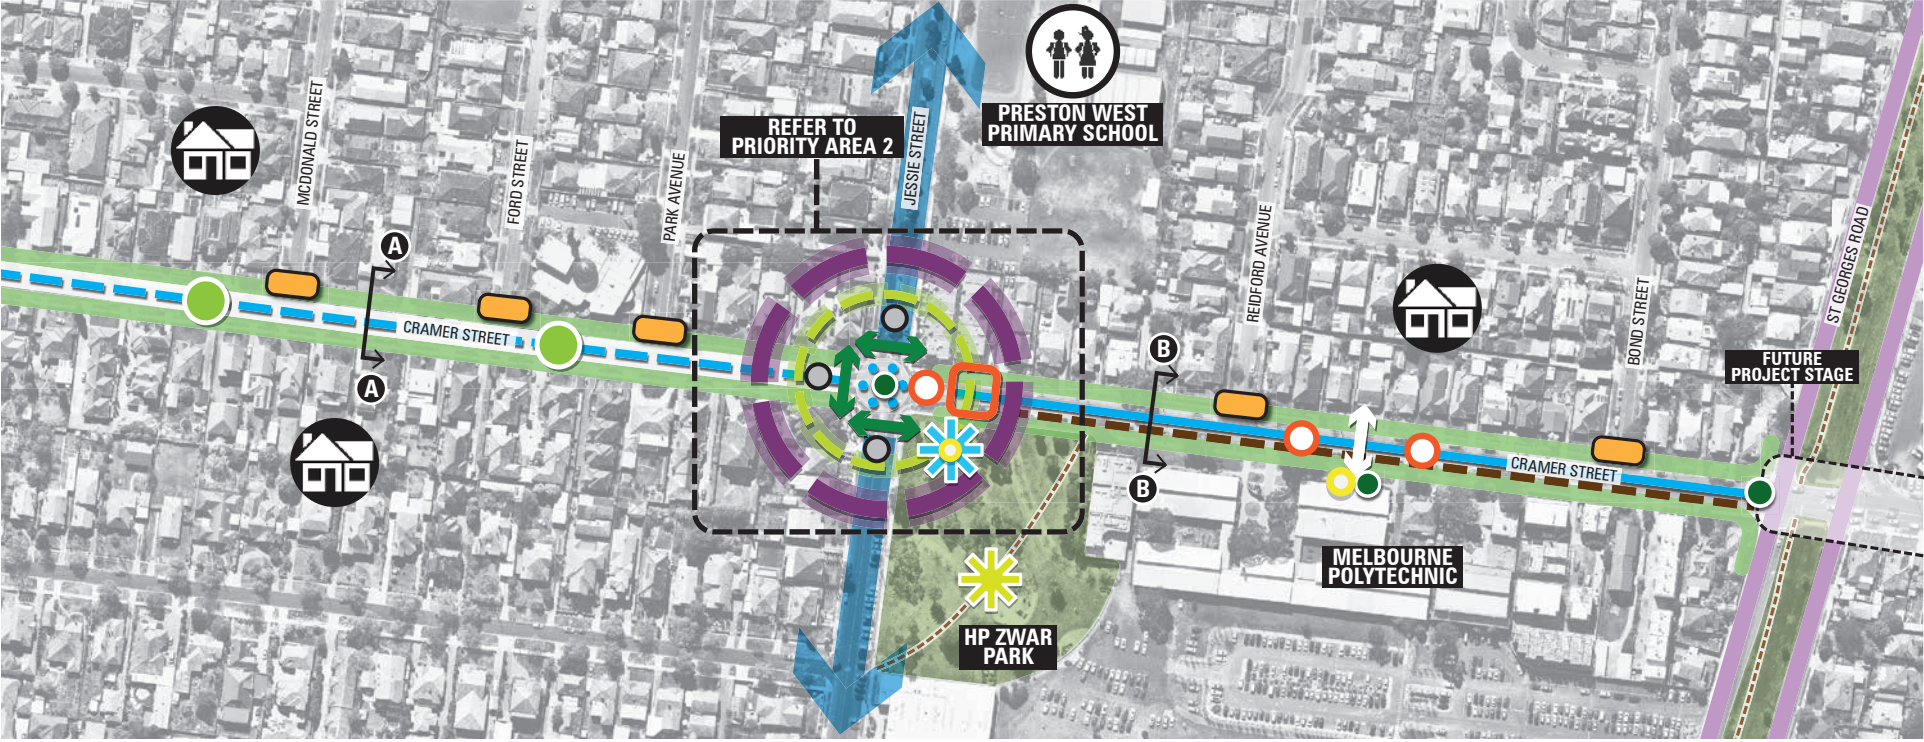 PRESTON WEST
PRIMARY SCHOOL
REFER TO
PRIORITY AREA 2
MCDONALD STREET
FORD STREET
PARK AVENUE
JESSIE STREET
REIDFORD AVENUE
BOND STREET
ST GEORGES ROAD
A
A
CRAMER STREET
B
B
FUTURE
PROJECT STAGE
CRAMER STREET
MELBOURNE
POLYTECHNIC
HP ZWAR
PARK